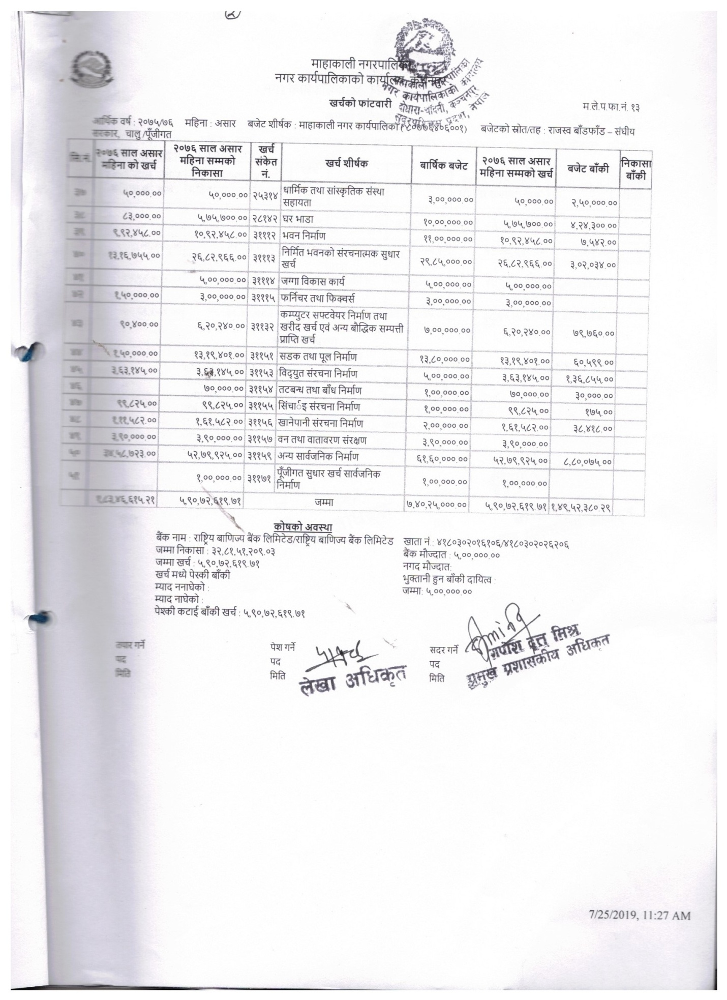 २
माहाकाली नगरपालिका
नगर कार्यपालिकाको कार्यालय, कंचनपुर
माहाकाली नगरपालिका
नगर कार्यपालिकाको कार्यालय
दोधारा-चाँदनी, कञ्चनपुर
सुदूरपश्चिम प्रदेश, नेपाल
खर्चको फांटवारी
म.ले.प.फा.नं. १३
आर्थिक वर्ष : २०७५/७६ महिना : असार बजेट शीर्षक : माहाकाली नगर कार्यपालिका ( ८०७७६४०६००१) बजेटको स्रोत/तह : राजस्व बाँडफाँड – संघीय
सरकार, चालु /पूँजीगत
सि.नं. २०७६ साल असार महिना को खर्च २०७६ साल असार महिना सम्मको निकासा खर्च संकेत नं. खर्च शीर्षक बार्षिक बजेट २०७६ साल असार महिना सम्मको खर्च बजेट बाँकी निकासा बाँकी
३७ ५०,०००.०० ५०,०००.०० २५३१४ धार्मिक तथा सांस्कृतिक संस्था सहायता ३,००,०००.०० ५०,०००.०० २,५०,०००.००
३८ ८३,०००.०० ५,७५,७००.०० २८१४२ घर भाडा १०,००,०००.०० ५,७५,७००.०० ४,२४,३००.००
३९ ९,९२,४५८.०० १०,९२,४५८.०० ३१११२ भवन निर्माण ११,००,०००.०० १०,९२,४५८.०० ७,५४२.००
४० १३,१६,७५५.०० २६,८२,९६६.०० ३१११३ निर्मित भवनको संरचनात्मक सुधार खर्च २९,८५,०००.०० २६,८२,९६६.०० ३,०२,०३४.००
४१ ५,००,०००.०० ३१११४ जग्गा विकास कार्य ५,००,०००.०० ५,००,०००.००
४२ १,५०,०००.०० ३,००,०००.०० ३१११५ फर्निचर तथा फिक्चर्स ३,००,०००.०० ३,००,०००.००
४३ ९०,४००.०० ६,२०,२४०.०० ३११३२ कम्प्युटर सफ्टवेयर निर्माण तथा खरीद खर्च एवं अन्य बौद्धिक सम्पत्ती प्राप्ति खर्च ७,००,०००.०० ६,२०,२४०.०० ७९,७६०.००
४४ १,५०,०००.०० १३,१९,४०१.०० ३११५१ सडक तथा पूल निर्माण १३,८०,०००.०० १३,१९,४०१.०० ६०,५९९.००
४५ ३,६३,१४५.०० ३,६३,१४५.०० ३११५३ विद्युत संरचना निर्माण ५,००,०००.०० ३,६३,१४५.०० १,३६,८५५.००
४६ ७०,०००.०० ३११५४ तटबन्ध तथा बाँध निर्माण १,००,०००.०० ७०,०००.०० ३०,०००.००
४७ ९९,८२५.०० ९९,८२५.०० ३११५५ सिंचार्इ संरचना निर्माण १,००,०००.०० ९९,८२५.०० १७५.००
४८ १,११,५८२.०० १,६१,५८२.०० ३११५६ खानेपानी संरचना निर्माण २,००,०००.०० १,६१,५८२.०० ३८,४१८.००
४९ ३,९०,०००.०० ३,९०,०००.०० ३११५७ वन तथा वातावरण संरक्षण ३,९०,०००.०० ३,९०,०००.००
५० ३४,५८,७२३.०० ५२,७९,९२५.०० ३११५९ अन्य सार्वजनिक निर्माण ६१,६०,०००.०० ५२,७९,९२५.०० ८,८०,०७५.००
५१ १,००,०००.०० ३११७१ पूँजीगत सुधार खर्च सार्वजनिक निर्माण १,००,०००.०० १,००,०००.००
१,८३,४६,६१५.२१ ५,९०,७२,६१९.७१ जम्मा ७,४०,२५,०००.०० ५,९०,७२,६१९.७१ १,४९,५२,३८०.२९
कोषको अवस्था
बैंक नाम : राष्ट्रिय बाणिज्य बैंक लिमिटेड/राष्ट्रिय बाणिज्य बैंक लिमिटेड खाता नं.: ४१८०३०२०१६१०६/४१८०३०२०२६२०६
जम्मा निकासा : ३२,८१,५१,२०९.०३ बैंक मौज्दात : ५,००,०००.००
जम्मा खर्च : ५,९०,७२,६१९.७१ नगद मौज्दात:
खर्च मध्ये पेस्की बाँकी भुक्तानी हुन बाँकी दायित्व :
म्याद ननाघेको : जम्मा: ५,००,०००.००
म्याद नाघेको :
पेश्की कटाई बाँकी खर्च : ५,९०,७२,६१९.७१
तयार गर्ने पेश गर्ने सदर गर्ने
पद पद पद
मिति मिति मिति
लेखा अधिकृत
गणेश दत्त मिश्र
प्रमुख प्रशासकीय अधिकृत
7/25/2019, 11:27 AM